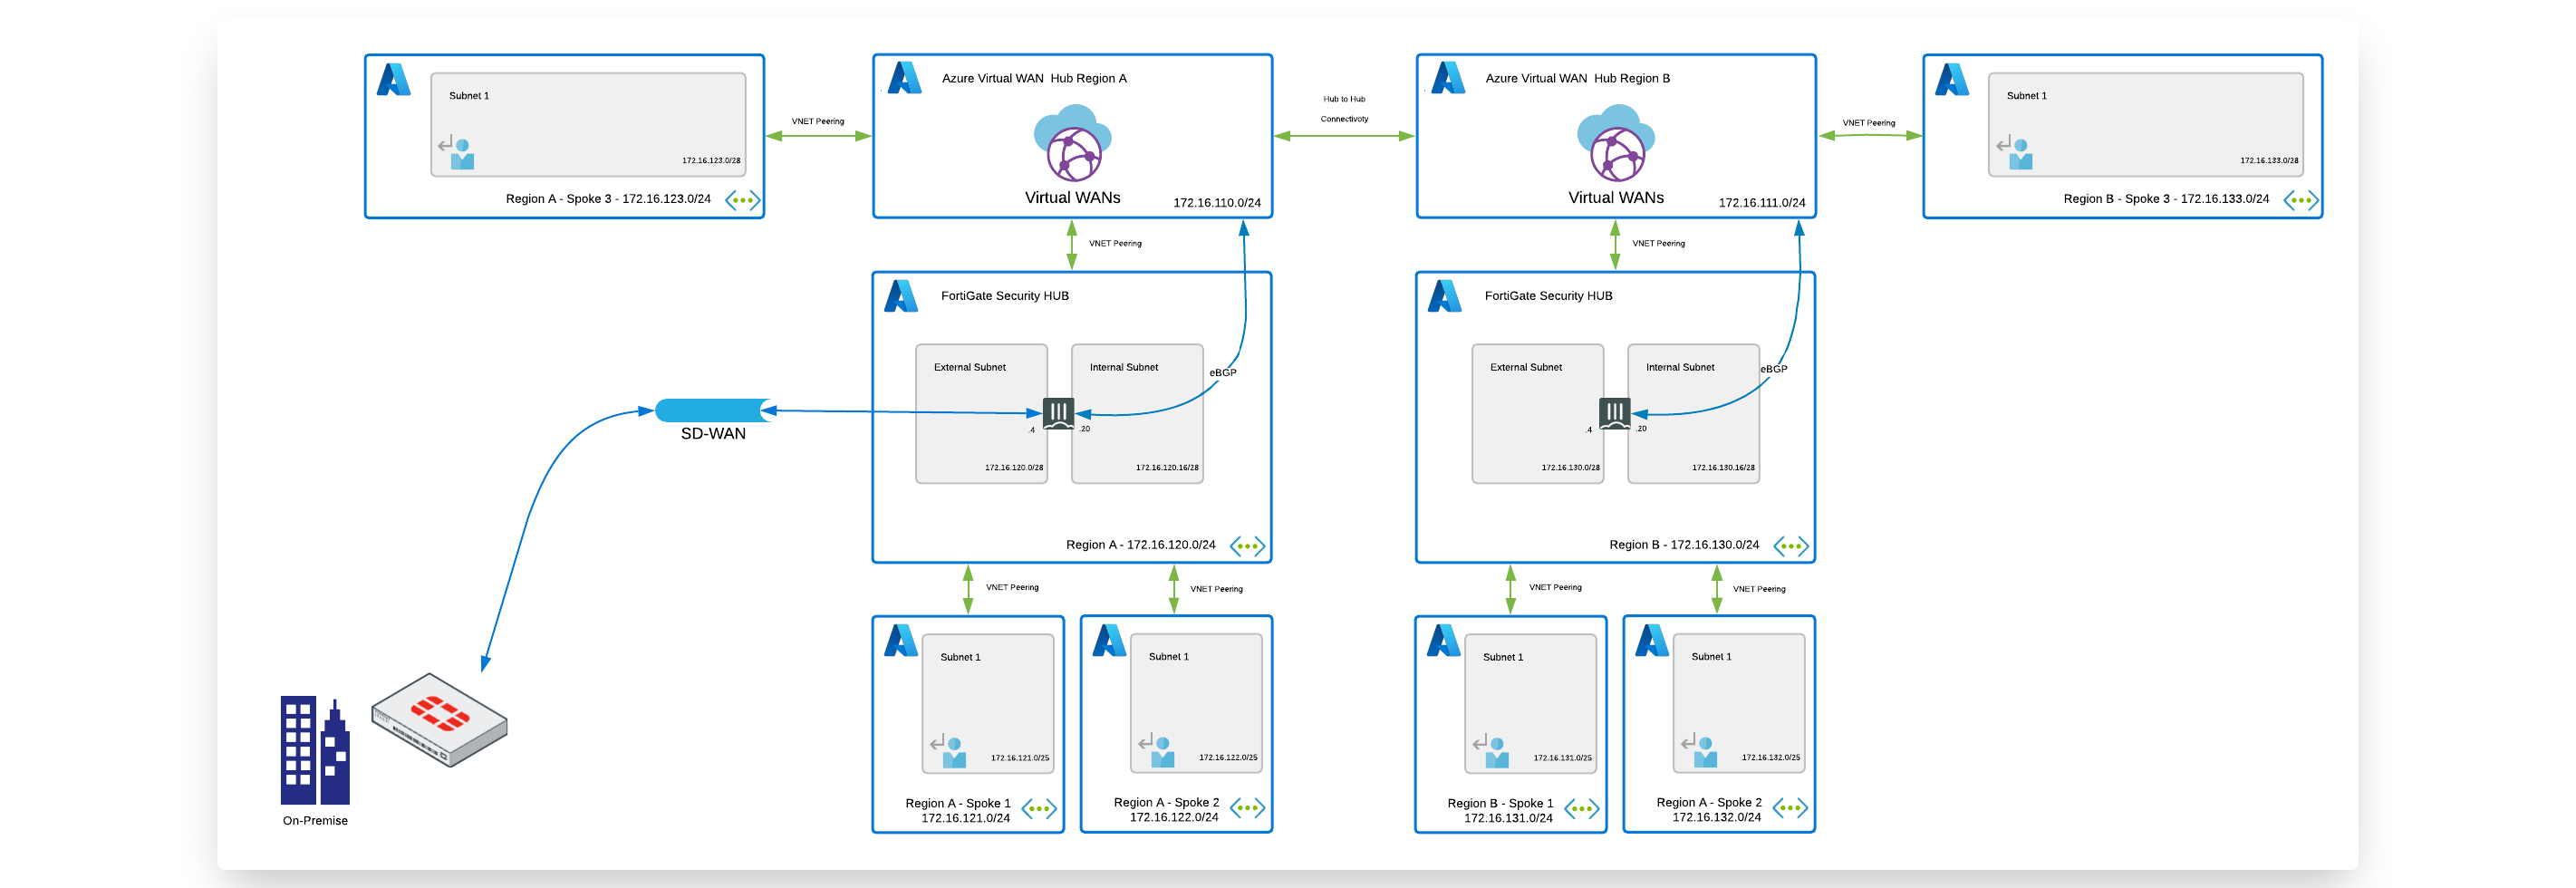 Subnet 1
172.16.123.0/28
Region A - Spoke 3 - 172.16.123.0/24
VNET Peering
Azure Virtual WAN Hub Region A
Virtual WANs
172.16.110.0/24
Hub to Hub
Connectivoty
Azure Virtual WAN Hub Region B
Virtual WANs
172.16.111.0/24
VNET Peering
Subnet 1
172.16.133.0/28
Region B - Spoke 3 - 172.16.133.0/24
VNET Peering
VNET Peering
FortiGate Security HUB
External Subnet
Internal Subnet
eBGP
.4
.20
172.16.120.0/28
172.16.120.16/28
Region A - 172.16.120.0/24
FortiGate Security HUB
External Subnet
Internal Subnet
eBGP
.4
.20
172.16.130.0/28
172.16.130.16/28
Region B - 172.16.130.0/24
SD-WAN
VNET Peering
VNET Peering
VNET Peering
VNET Peering
Subnet 1
172.16.121.0/25
Region A - Spoke 1
172.16.121.0/24
Subnet 1
172.16.122.0/25
Region A - Spoke 2
172.16.122.0/24
Subnet 1
172.16.131.0/25
Region B - Spoke 1
172.16.131.0/24
Subnet 1
172.16.132.0/25
Region A - Spoke 2
172.16.132.0/24
On-Premise